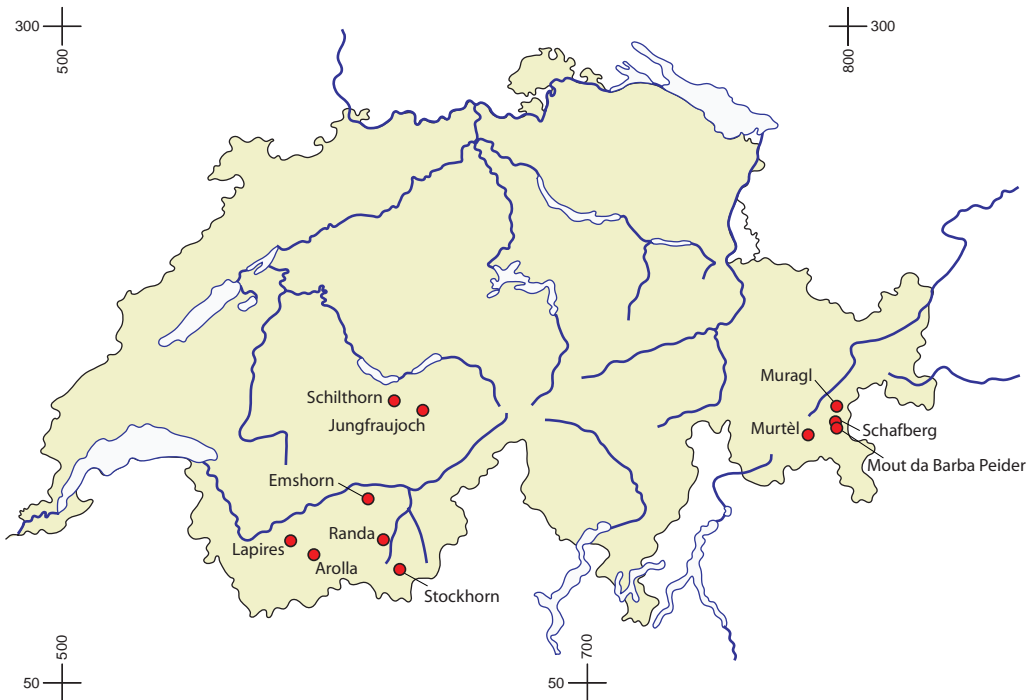 300
500
300
800
Muragl
Schilthorn
Jungfraujoch
Murtèl
Schafberg
Mout da Barba Peider
Emshorn
Randa
Lapires
Arolla
Stockhorn
500
50
700
50